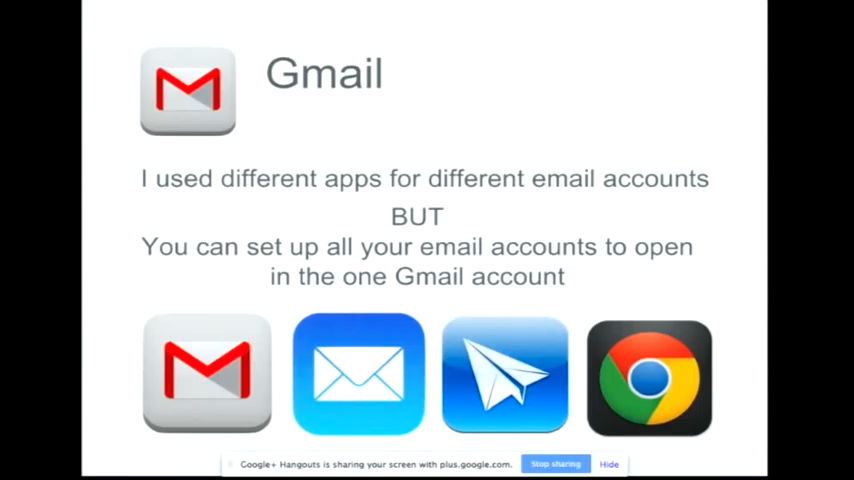 Gmail
I used different apps for different email accounts
BUT
You can set up all your email accounts to open
in the one Gmail account
Google+ Hangouts is sharing your screen with plus.google.com. Stop sharing Hide